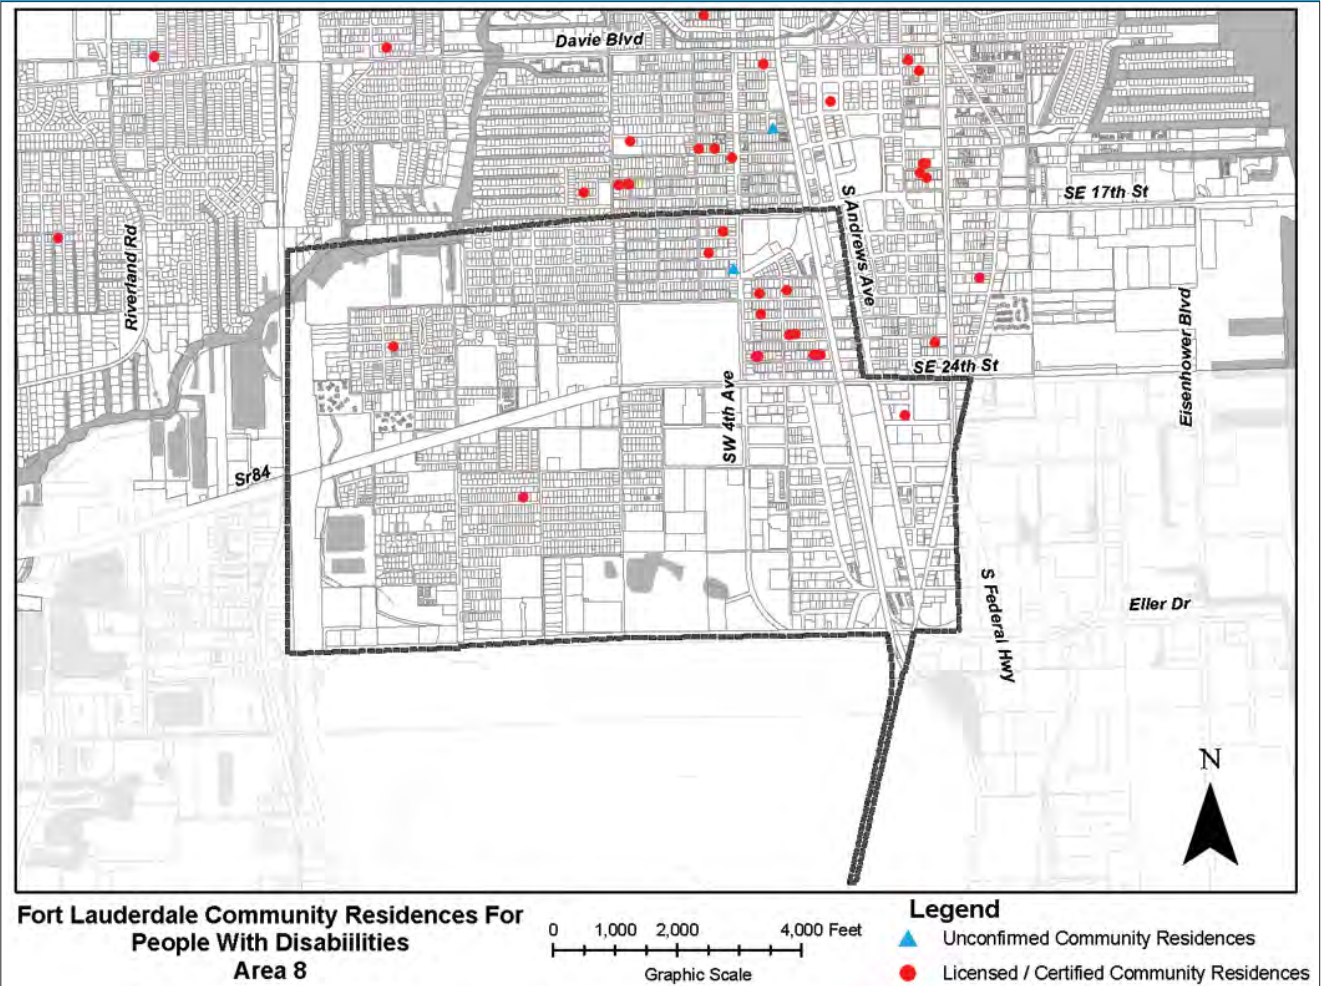 Davie Blvd
SE 17th St
S Andrews Ave
Riverland Rd
Eisenhower Blvd
SE 24th St
SW 4th Ave
Sr84
S Federal Hwy
Eller Dr
N
Fort Lauderdale Community Residences For
People With Disabiilities
Area 8
0 1,000 2,000 4,000 Feet
Graphic Scale
Legend
Unconfirmed Community Residences
Licensed / Certified Community Residences